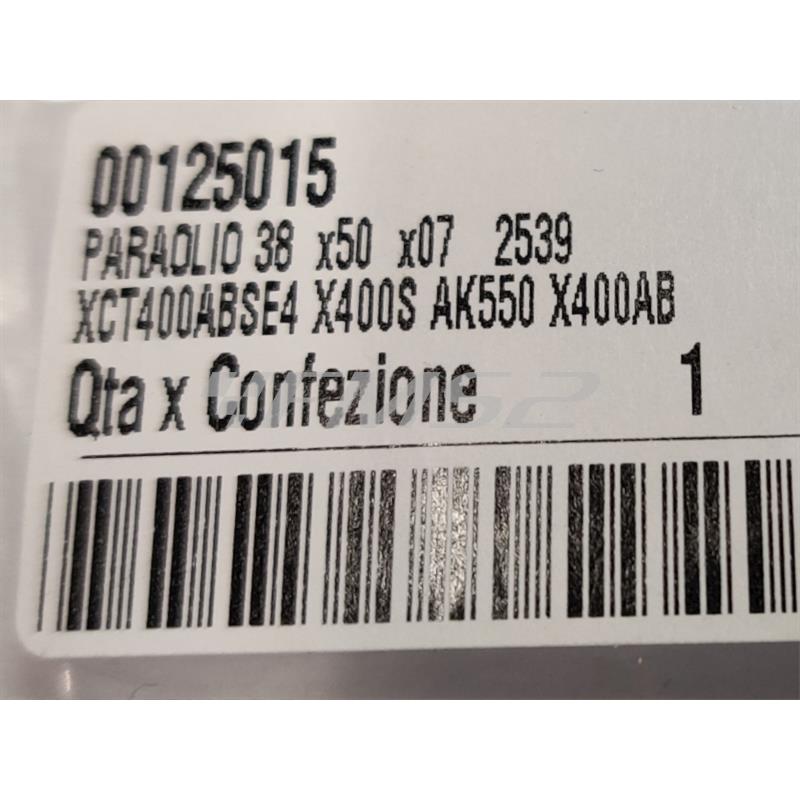 00125015
PARAOLIO 38 x50 x07 2539
XCT400ABSE4 X400S AK550 X400AB
Qta x Confezione 1